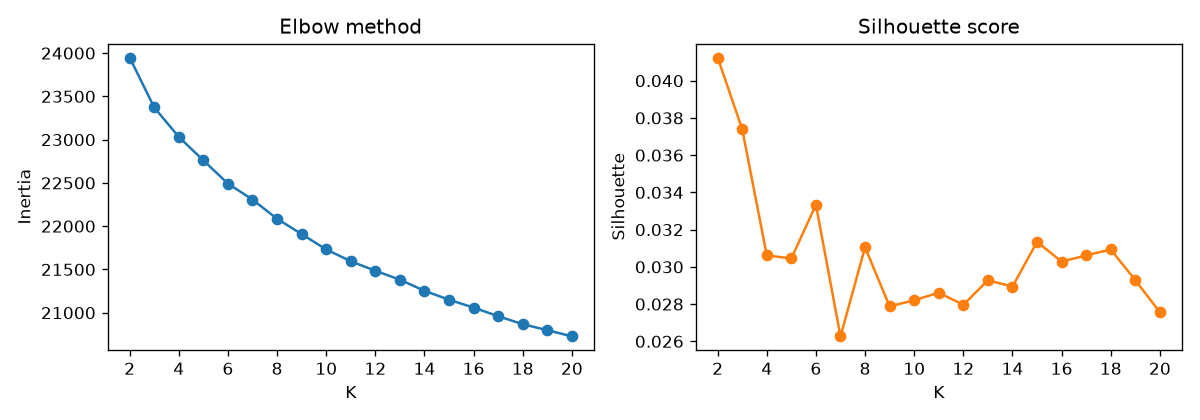 Elbow method
24000
23500
23000
22500
22000
21500
21000
Inertia
2 4 6 8 10 12 14 16 18 20
K
Silhouette score
0.040
0.038
0.036
0.034
0.032
0.030
0.028
0.026
Silhouette
2 4 6 8 10 12 14 16 18 20
K